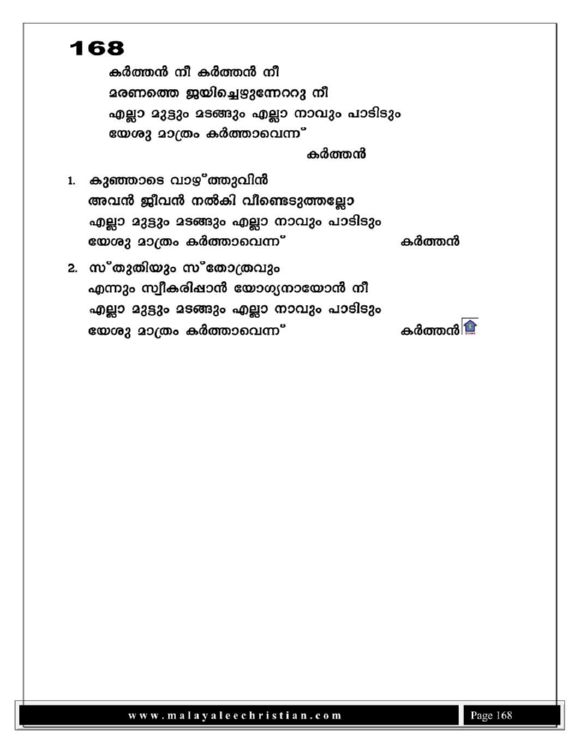 168
കർത്തൻ നീ കർത്തൻ നീ
മരണത്തെ ജയിച്ചെഴുന്നേററു നീ
എല്ലാ മുട്ടും മടങ്ങും എല്ലാ നാവും പാടിടും
യേശു മാത്രം കർത്താവെന്ന്
കർത്തൻ
1. കുഞ്ഞാടെ വാഴ്ത്തുവിൻ
അവൻ ജീവൻ നൽകി വീണ്ടെടുത്തല്ലോ
എല്ലാ മുട്ടും മടങ്ങും എല്ലാ നാവും പാടിടും
യേശു മാത്രം കർത്താവെന്ന് കർത്തൻ
2. സ്തുതിയും സ്തോത്രവും
എന്നും സ്വീകരിപ്പാൻ യോഗ്യനായോൻ നീ
എല്ലാ മുട്ടും മടങ്ങും എല്ലാ നാവും പാടിടും
യേശു മാത്രം കർത്താവെന്ന് കർത്തൻ
www.malayaleechristian.com Page 168